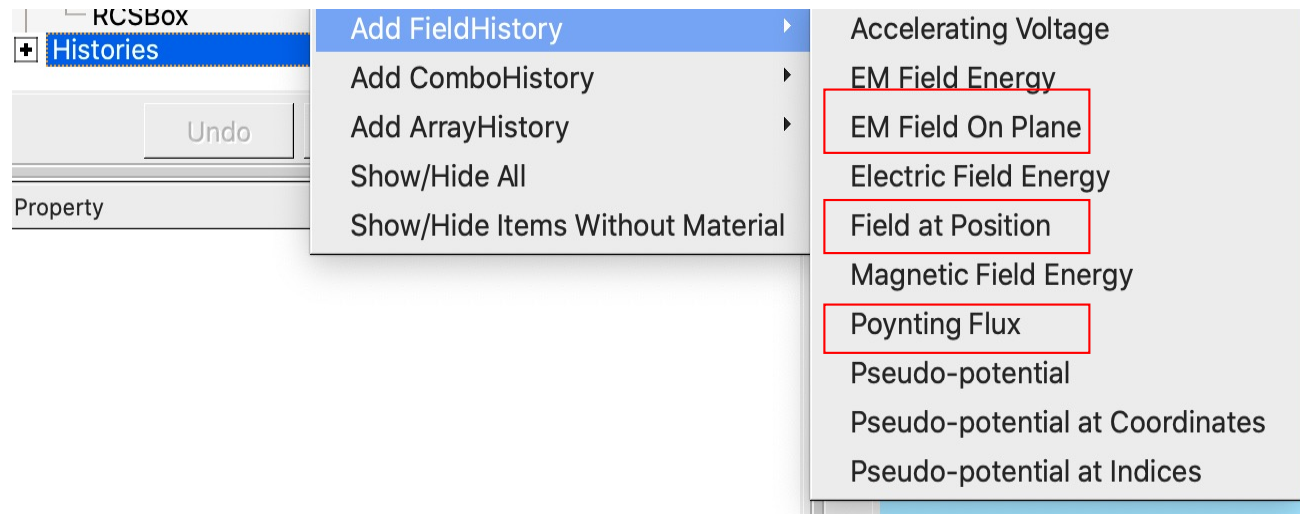 RCSBox
Histories
Undo
Property
Add FieldHistory
Add ComboHistory
Add ArrayHistory
Show/Hide All
Show/Hide Items Without Material
Accelerating Voltage
EM Field Energy
EM Field On Plane
Electric Field Energy
Field at Position
Magnetic Field Energy
Poynting Flux
Pseudo-potential
Pseudo-potential at Coordinates
Pseudo-potential at Indices